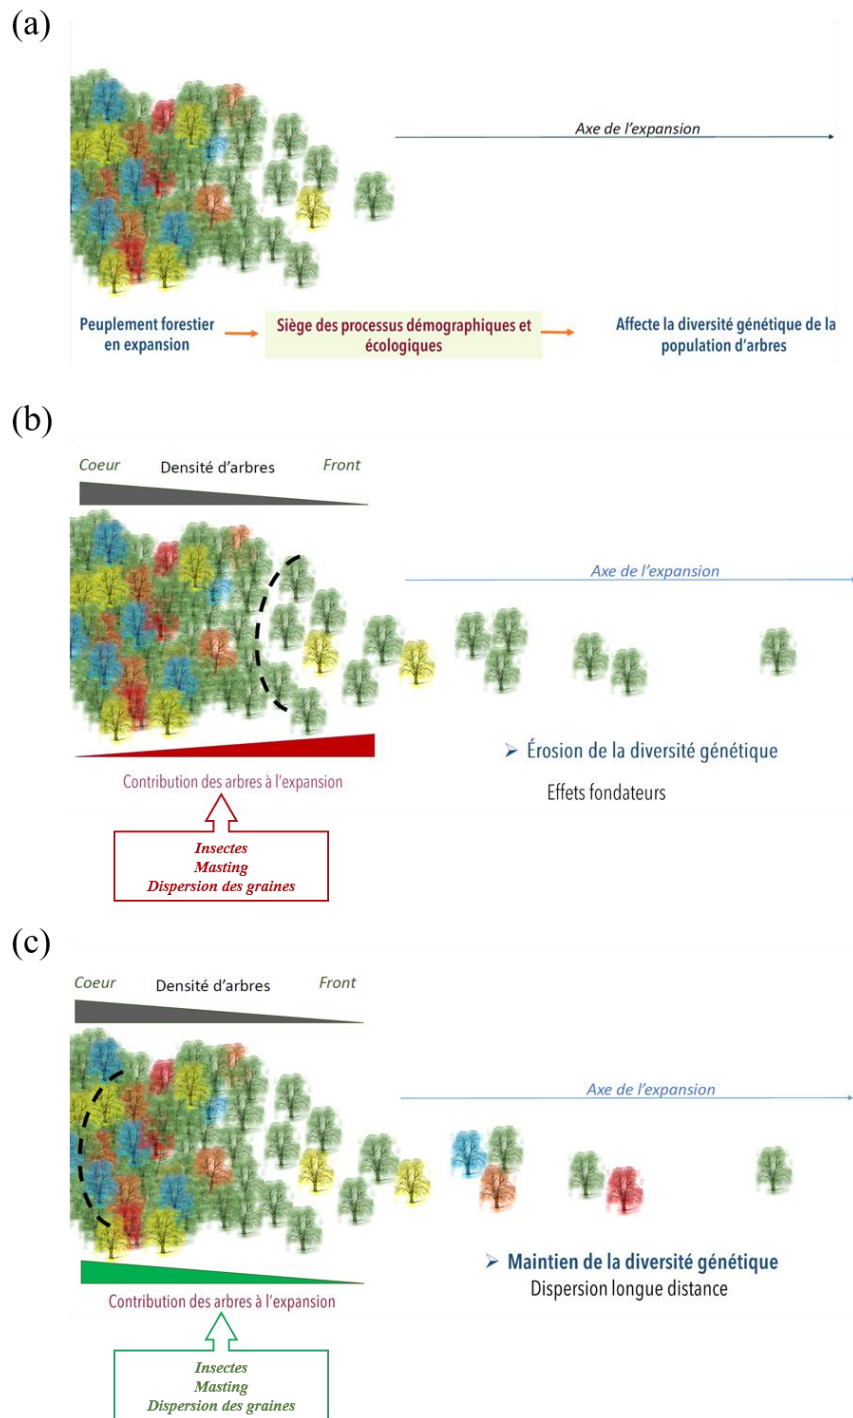 (a)
Axe de l'expansion
Peuplement forestier
en expansion
Siège des processus démographiques et
écologiques
Affecte la diversité génétique de la
population d'arbres
(b)
Coeur
Densité d'arbres
Front
Axe de l'expansion
➢ Érosion de la diversité génétique
Contribution des arbres à l'expansion
Effets fondateurs
Insectes
Masting
Dispersion des graines
(c)
Coeur
Densité d'arbres
Front
Axe de l'expansion
➢ Maintien de la diversité génétique
Dispersion longue distance
Contribution des arbres à l'expansion
Insectes
Masting
Dispersion des graines